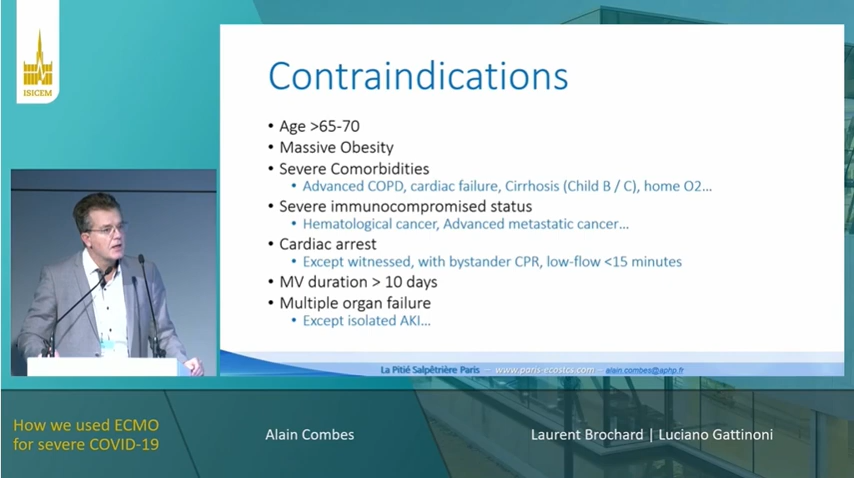 ISICEM
Contraindications
• Age >65-70
• Massive Obesity
• Severe Comorbidities
• Advanced COPD, cardiac failure, Cirrhosis (Child B / C), home O2…
• Severe immunocompromised status
• Hematological cancer, Advanced metastatic cancer…
• Cardiac arrest
• Except witnessed, with bystander CPR, low-flow <15 minutes
• MV duration > 10 days
• Multiple organ failure
• Except isolated AKI…
La Pitié Salpêtrière Paris – www.paris-ecostcs.com – alain.combes@aphp.fr
How we used ECMO
for severe COVID-19
Alain Combes
Laurent Brochard | Luciano Gattinoni